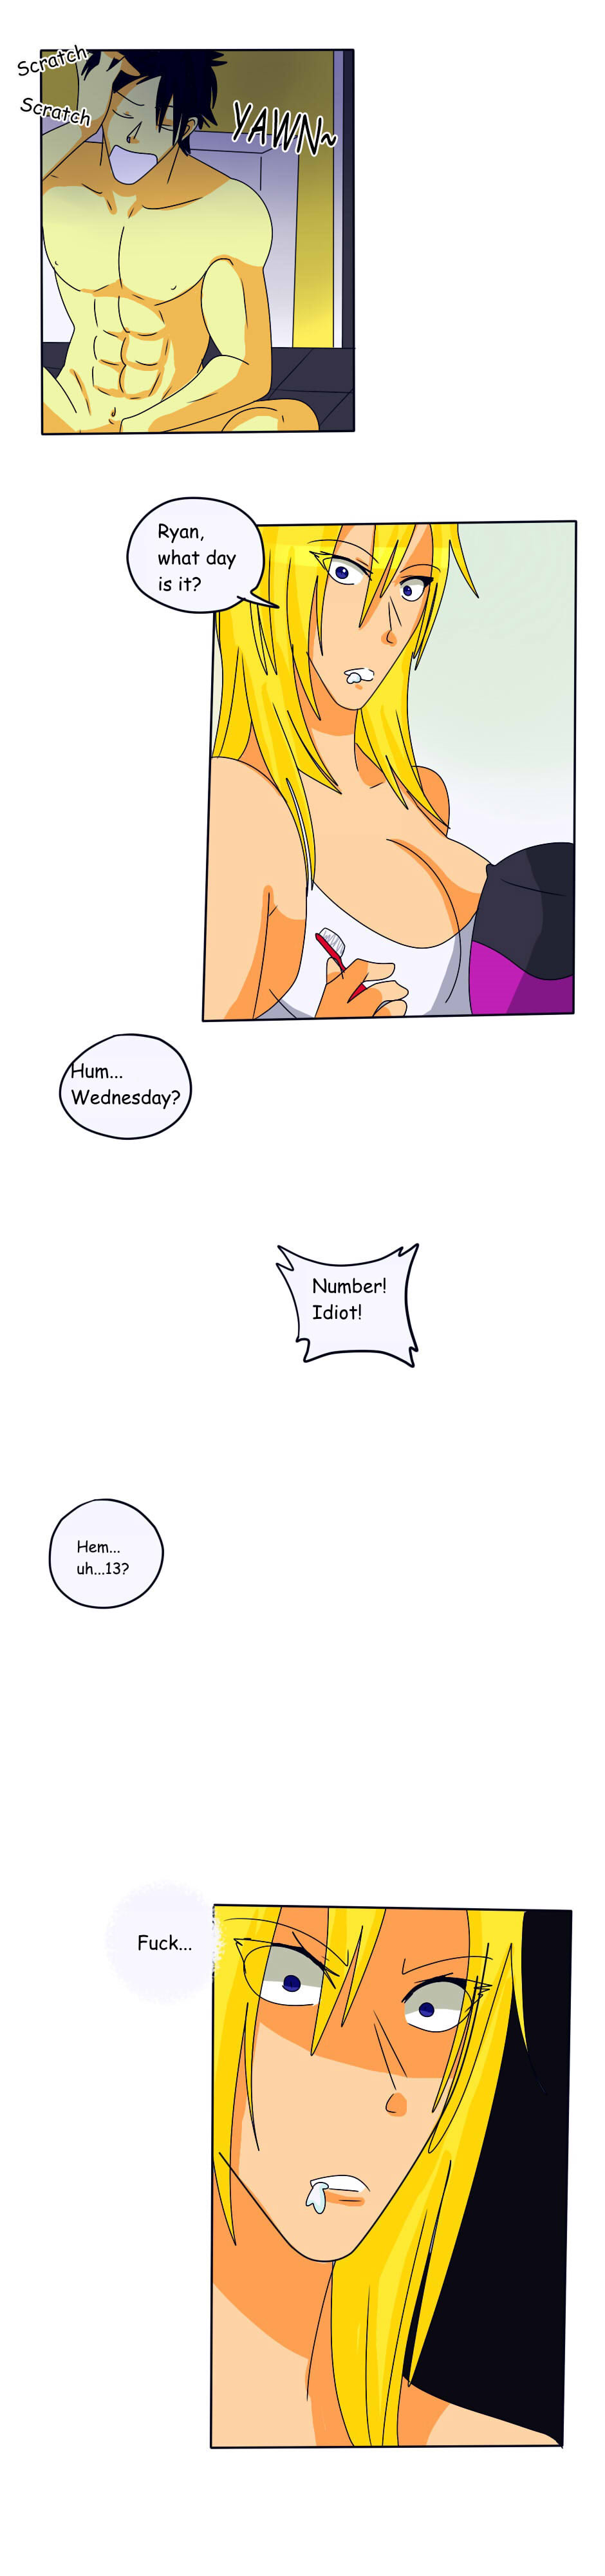 Scratch
Scratch
YAWN~
Ryan,
what day
is it?
Hum...
Wednesday?
Number!
Idiot!
Hem...
uh...13?
Fuck...